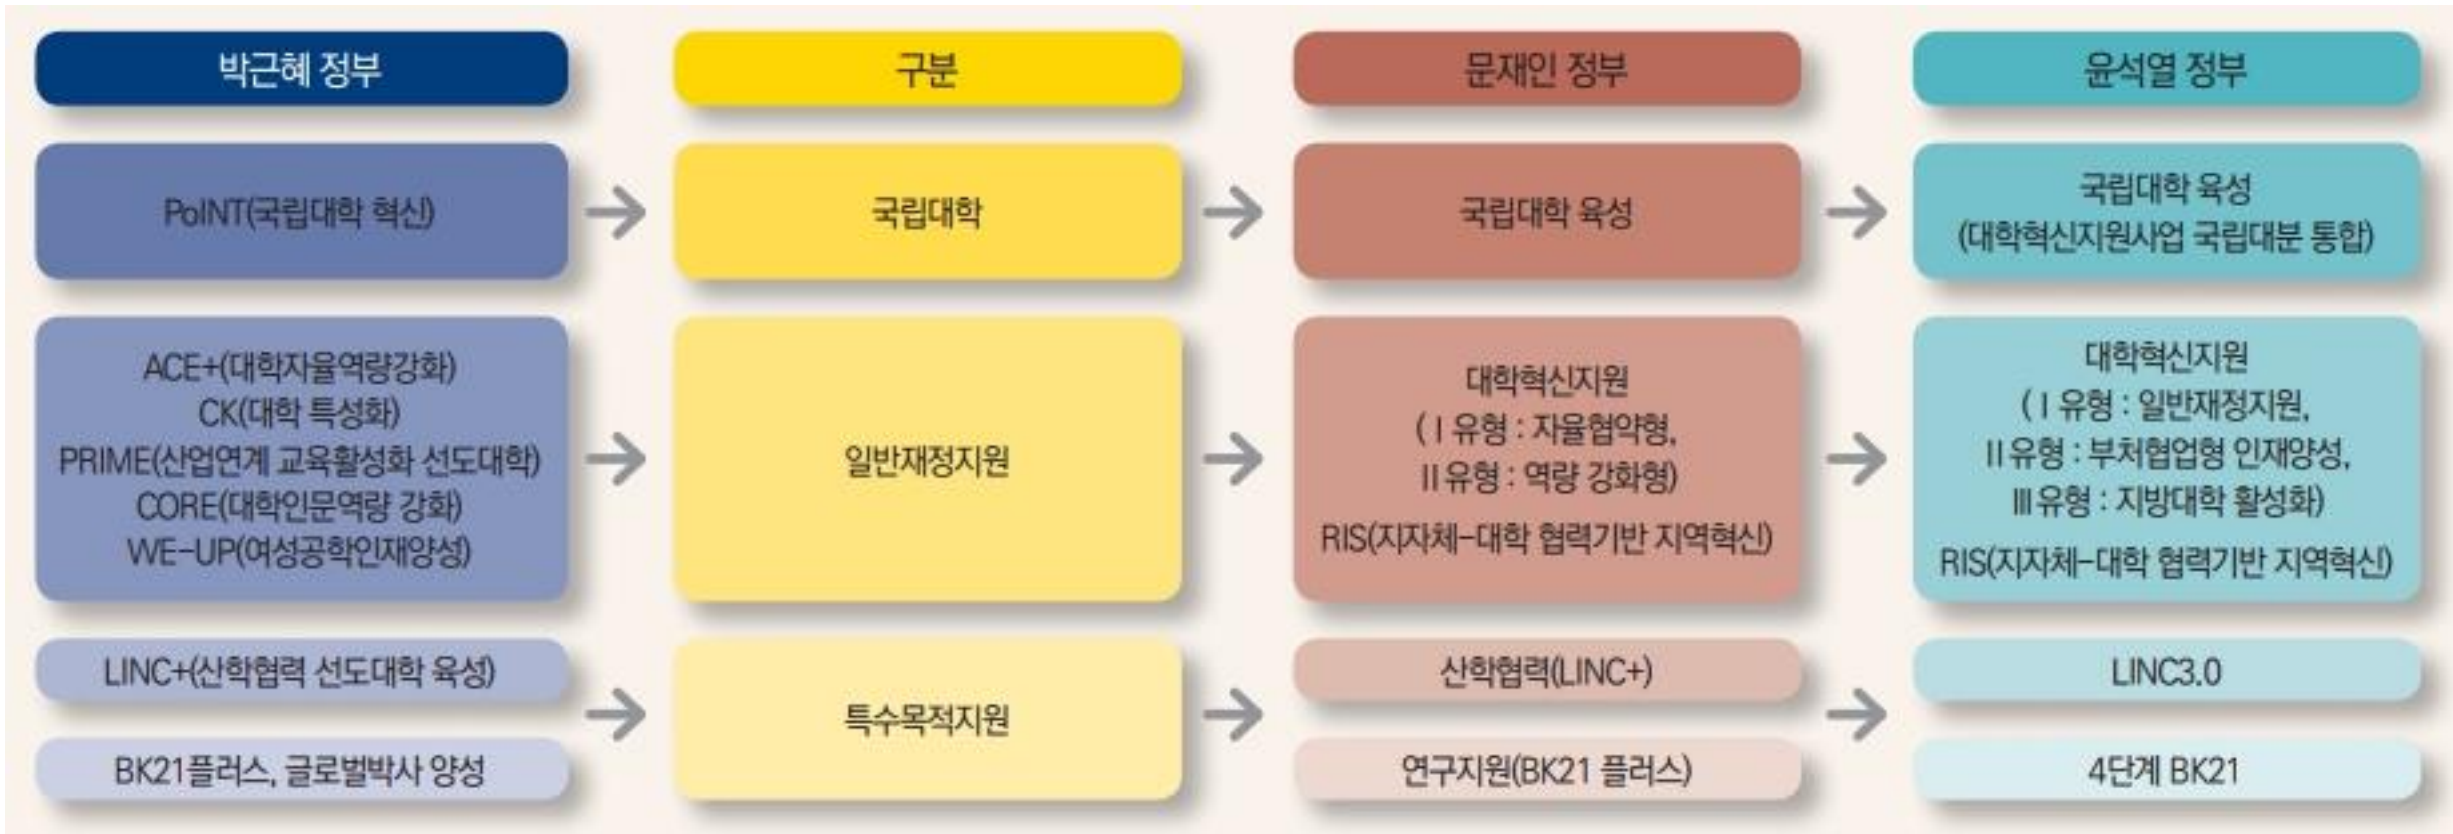 박근혜 정부
구분
문재인 정부
윤석열 정부
PoINT(국립대학 혁신)
국립대학
국립대학 육성
국립대학 육성
(대학혁신지원사업 국립대분 통합)
ACE+(대학자율역량강화)
CK(대학 특성화)
PRIME(산업연계 교육활성화 선도대학)
CORE(대학인문역량 강화)
WE-UP(여성공학인재양성)
일반재정지원
대학혁신지원
(Ⅰ유형 : 자율협약형,
Ⅱ유형 : 역량 강화형)
RIS(지자체-대학 협력기반 지역혁신)
대학혁신지원
(Ⅰ유형 : 일반재정지원,
Ⅱ유형 : 부처협업형 인재양성,
Ⅲ유형 : 지방대학 활성화)
RIS(지자체-대학 협력기반 지역혁신)
LINC+(산학협력 선도대학 육성)
BK21플러스, 글로벌박사 양성
특수목적지원
산학협력(LINC+)
연구지원(BK21 플러스)
LINC3.0
4단계 BK21